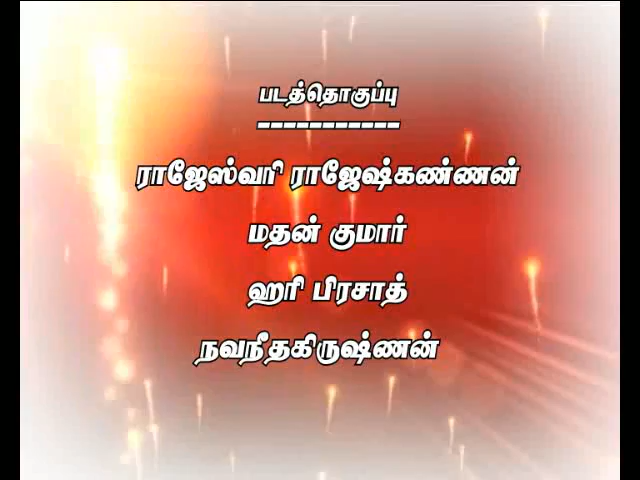 படத்தொகுப்பு
-----------
ராஜேஸ்வரி ராஜேஷ்கண்ணன்
மதன் குமார்
ஹரி பிரசாத்
நவநீதகிருஷ்ணன்